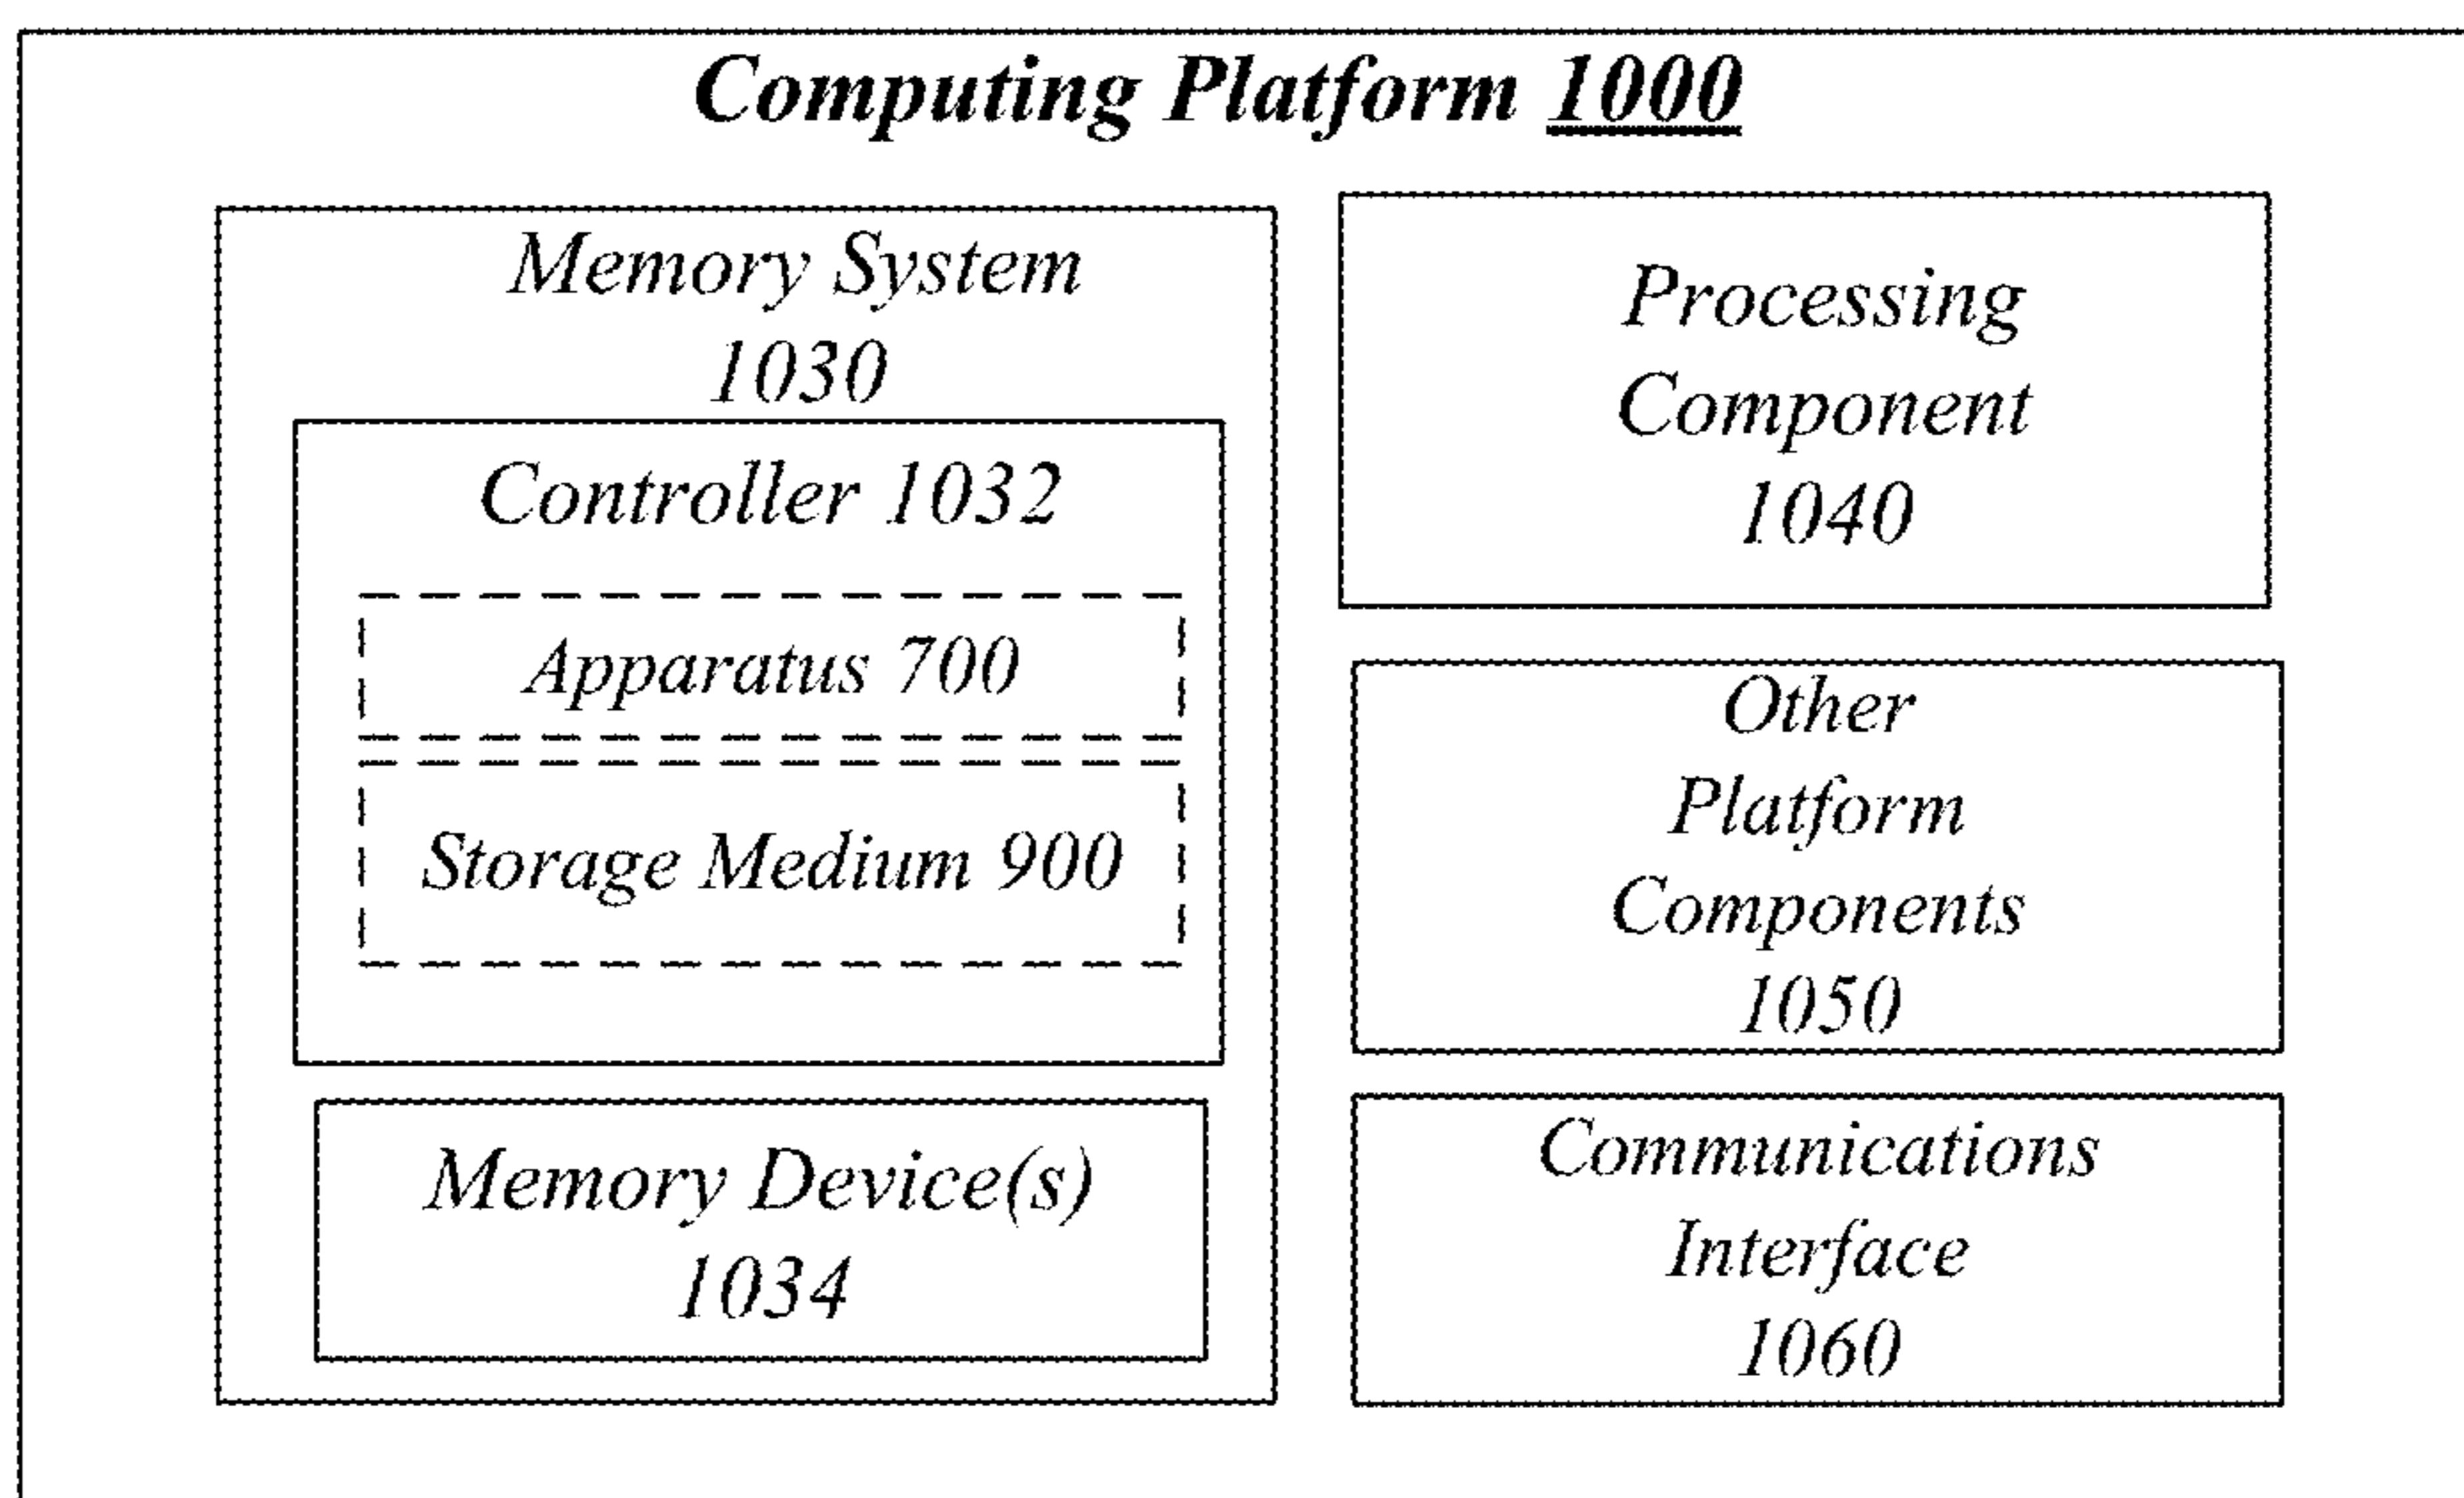 Computing Platform 1000
Memory System
1030
Controller 1032
Apparatus 700
Storage Medium 900
Memory Device(s)
1034
Processing
Component
1040
Other
Platform
Components
1050
Communications
Interface
1060